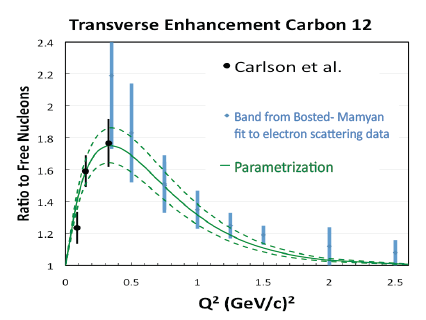 Transverse Enhancement Carbon 12
Ratio to Free Nucleons
2.4
2.2
2
1.8
1.6
1.4
1.2
1
Carlson et al.
Band from Bosted- Mamyan
fit to electron scattering data
Parametrization
0 0.5 1 1.5 2 2.5
Q² (GeV/c)²